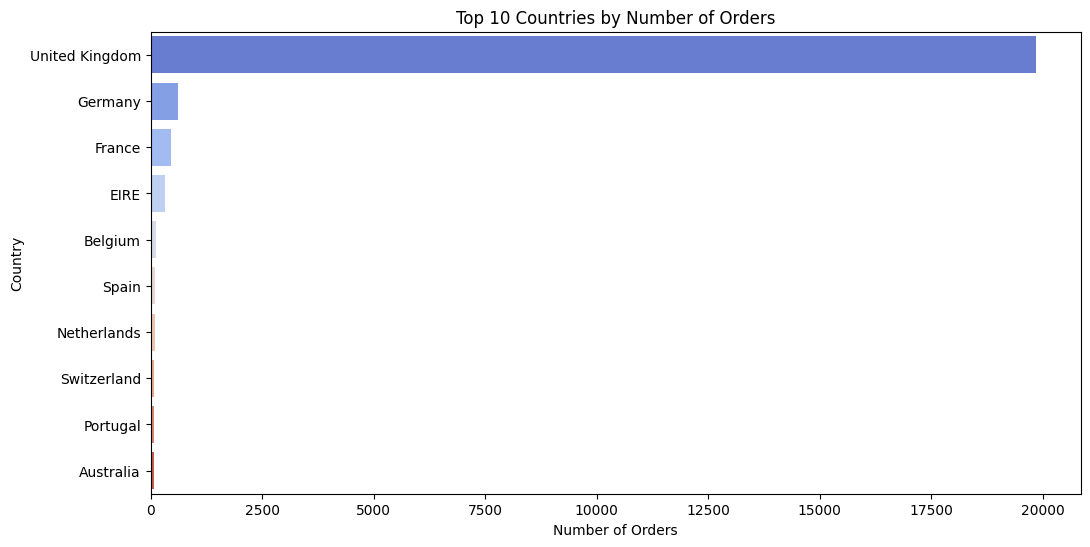 Top 10 Countries by Number of Orders
Country
United Kingdom
Germany
France
EIRE
Belgium
Spain
Netherlands
Switzerland
Portugal
Australia
0 2500 5000 7500 10000 12500 15000 17500 20000
Number of Orders